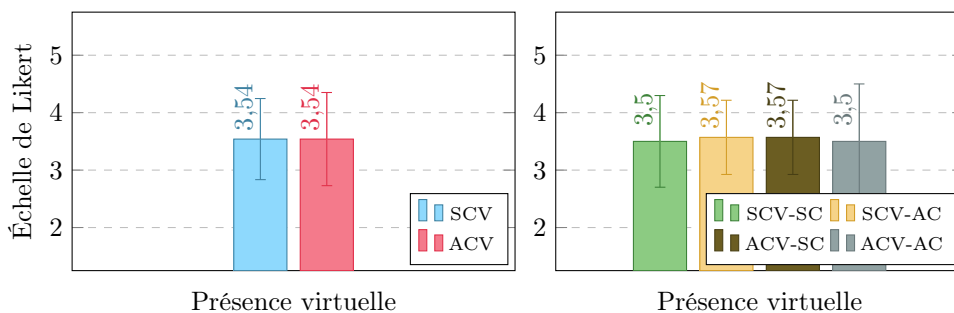 Échelle de Likert
5
4
3
2
3,54
3,54
SCV
ACV
Présence virtuelle
5
4
3
2
3,5
3,57
3,57
3,5
SCV-SC SCV-AC
ACV-SC ACV-AC
Présence virtuelle